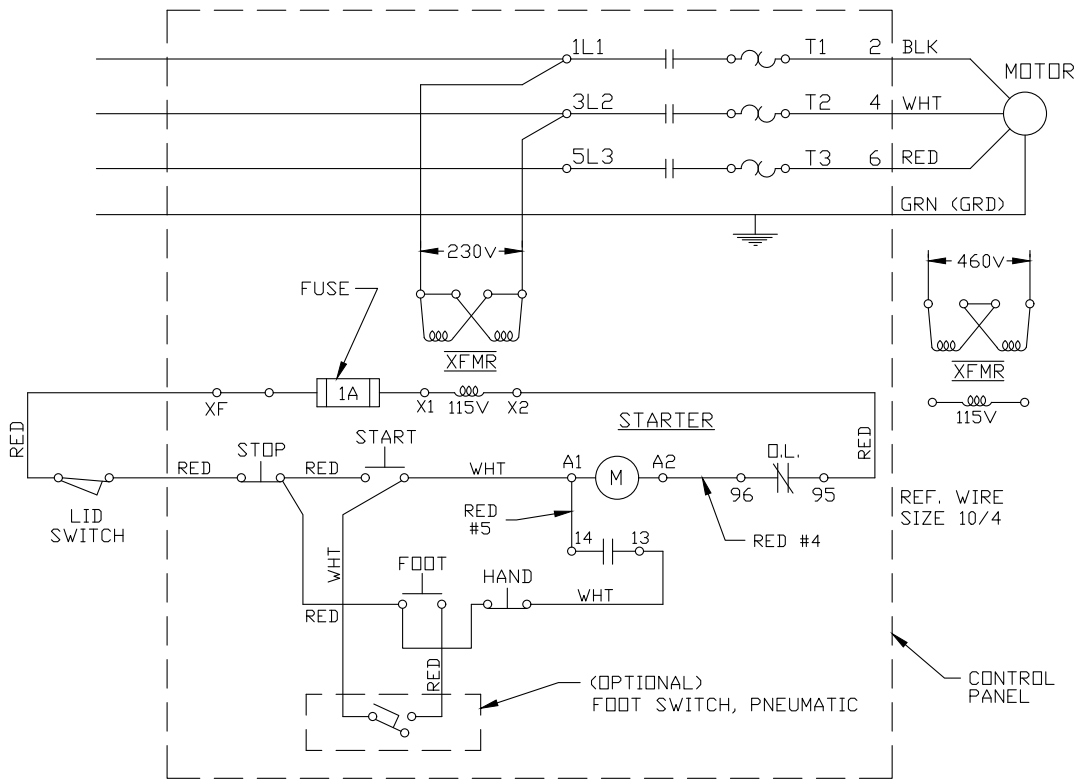 1L1
T1
2
BLK
MOTOR
3L2
T2
4
WHT
5L3
T3
6
RED
GRN (GRD)
230V
460V
FUSE
XFMR
XFMR
1A
XF
X1
115V
X2
115V
STARTER
RED
STOP
START
O.L.
RED
RED
RED
WHT
A1
M
A2
96
95
LID
SWITCH
RED
#5
REF. WIRE
SIZE 10/4
14
13
RED #4
WHT
FOOT
HAND
WHT
RED
RED
(OPTIONAL)
FOOT SWITCH, PNEUMATIC
CONTROL
PANEL